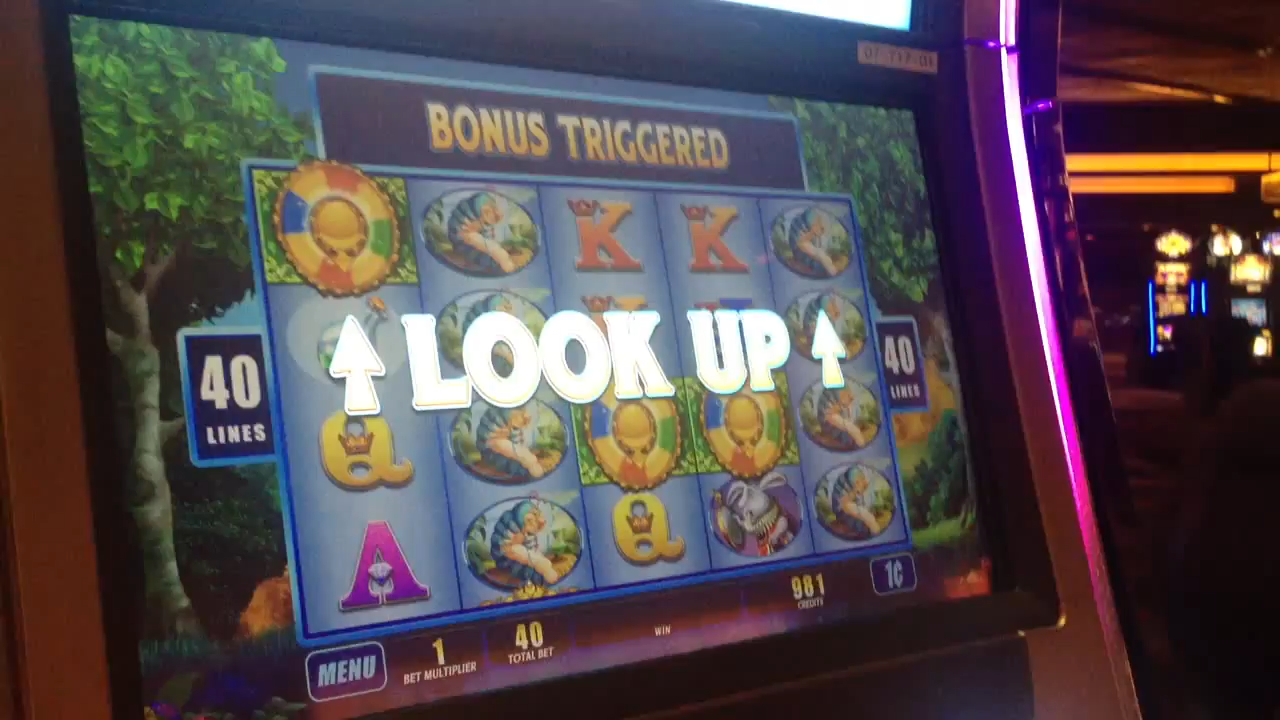 BONUS TRIGGERED
K K
LOOK UP
40
LINES
40
LINES
Q
A
Q
981
CREDITS
1¢
MENU
1
BET MULTIPLIER
40
TOTAL BET
WIN